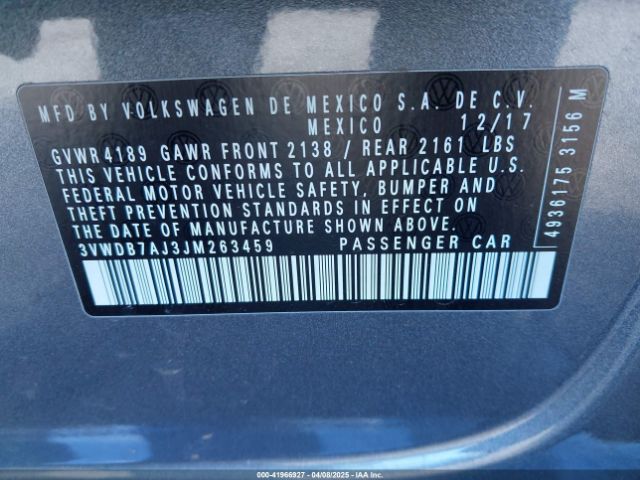 MFD BY VOLKSWAGEN DE MEXICO S.A. DE C.V.
MEXICO 12/17
GVWR 4189 GAWR FRONT 2138 / REAR 2161 LBS
THIS VEHICLE CONFORMS TO ALL APPLICABLE U.S.
FEDERAL MOTOR VEHICLE SAFETY, BUMPER AND
THEFT PREVENTION STANDARDS IN EFFECT ON
THE DATE OF MANUFACTURE SHOWN ABOVE.
3VWDB7AJ3JM263459 PASSENGER CAR
4936175 3156 M
000-41966927 - 04/08/2025 - COPYRIGHT IAA, Inc.